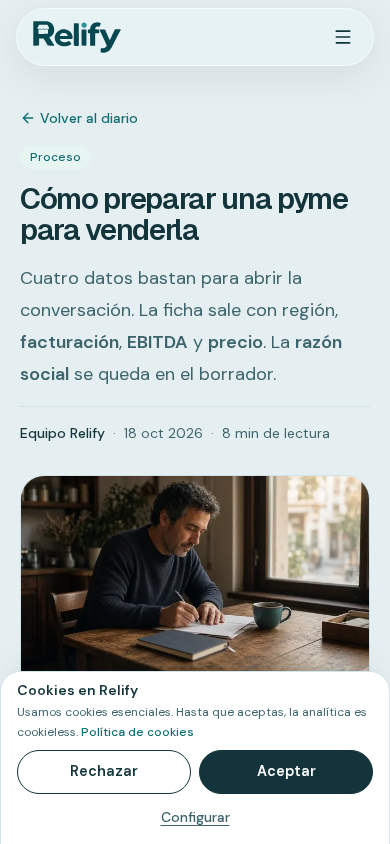 Relify
← Volver al diario
Proceso
Cómo preparar una pyme
para venderla
Cuatro datos bastan para abrir la
conversación. La ficha sale con región,
facturación, EBITDA y precio. La razón
social se queda en el borrador.
Equipo Relify · 18 oct 2026 · 8 min de lectura
Cookies en Relify
Usamos cookies esenciales. Hasta que aceptas, la analítica es
cookieless. Política de cookies
Rechazar
Aceptar
Configurar